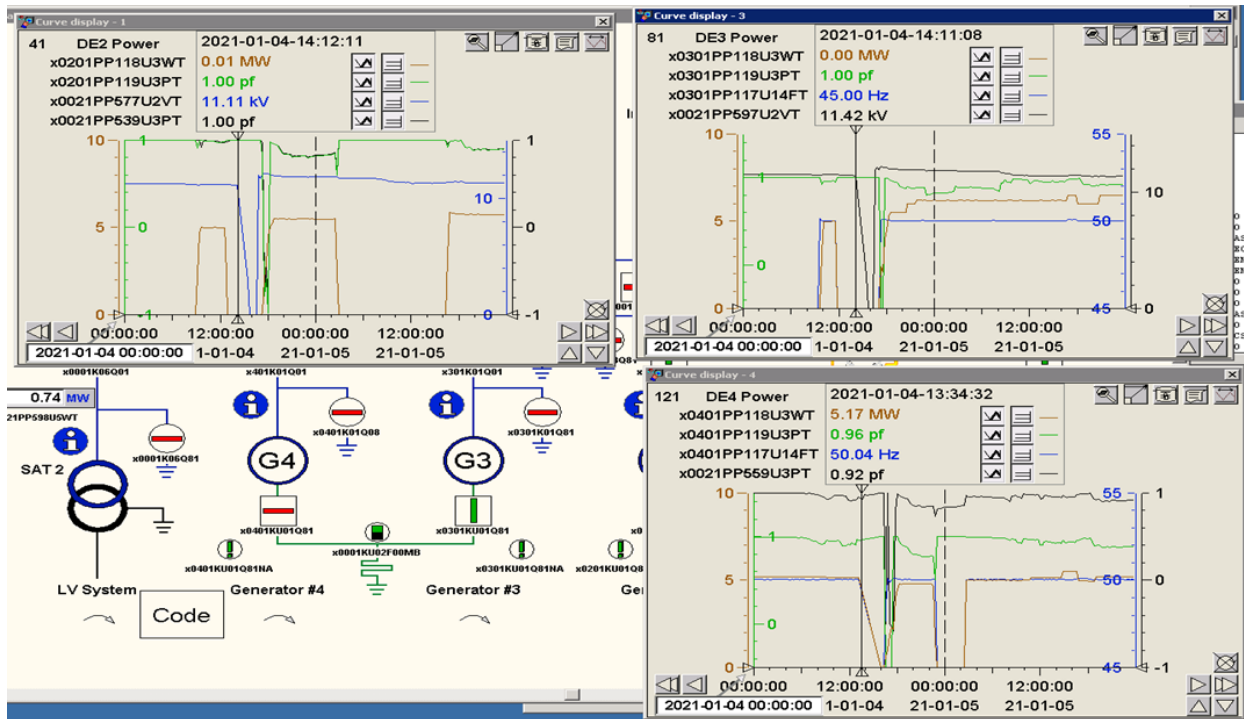 Curve display - 1
41 DE2 Power 2021-01-04-14:12:11
x0201PP118U3WT 0.01 MW
x0201PP119U3PT 1.00 pf
x0021PP577U2VT 11.11 kV
x0021PP539U3PT 1.00 pf
10 1 1
10
5 0 0
0 -1 0 -1
00:00:00 12:00:00 00:00:00 12:00:00
2021-01-04 00:00:00 1-01-04 21-01-05 21-01-05
Curve display - 3
81 DE3 Power 2021-01-04-14:11:08
x0301PP118U3WT 0.00 MW
x0301PP119U3PT 1.00 pf
x0301PP117U14FT 45.00 Hz
x0021PP597U2VT 11.42 kV
10 55
1 10
5 50
0
0 45 0
00:00:00 12:00:00 00:00:00 12:00:00
2021-01-04 00:00:00 1-01-04 21-01-05 21-01-05
Curve display - 4
121 DE4 Power 2021-01-04-13:34:32
x0401PP118U3WT 5.17 MW
x0401PP119U3PT 0.96 pf
x0401PP117U14FT 50.04 Hz
x0021PP559U3PT 0.92 pf
10 55 1
1
5 50 0
0
0 45 -1
00:00:00 12:00:00 00:00:00 12:00:00
2021-01-04 00:00:00 1-01-04 21-01-05 21-01-05
x0001K06Q01 x0401K01Q01 x0301K01Q01
0.74 MW
21PP598U5WT
x0401K01Q08 x0301K01Q81
x0001K06Q81
SAT 2 G4 G3
x0401KU01Q81 x0301KU01Q81
x0001KU02F00MB
x0401KU01Q81NA x0301KU01Q81NA x0201KU
LV System Generator #4 Generator #3 Ge
Code